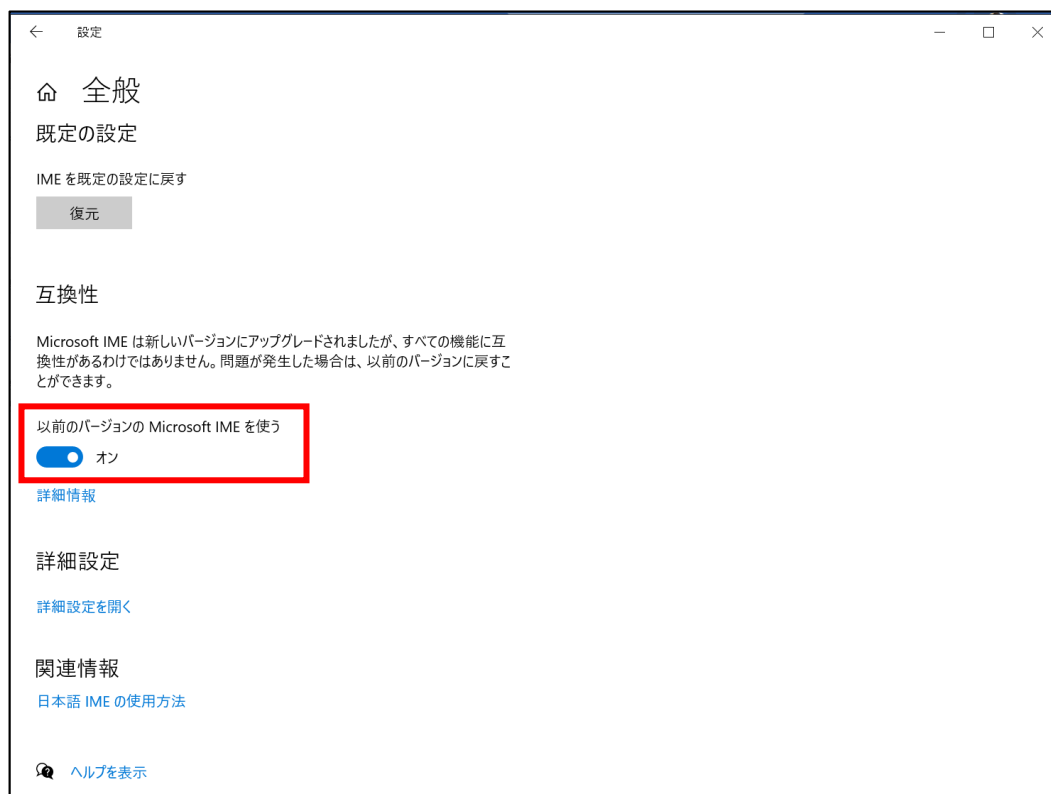 設定
全般
既定の設定
IME を既定の設定に戻す
復元
互換性
Microsoft IME は新しいバージョンにアップグレードされましたが、すべての機能に互
換性があるわけではありません。問題が発生した場合は、以前のバージョンに戻すこ
とができます。
以前のバージョンの Microsoft IME を使う
オン
詳細情報
詳細設定
詳細設定を開く
関連情報
日本語 IME の使用方法
ヘルプを表示